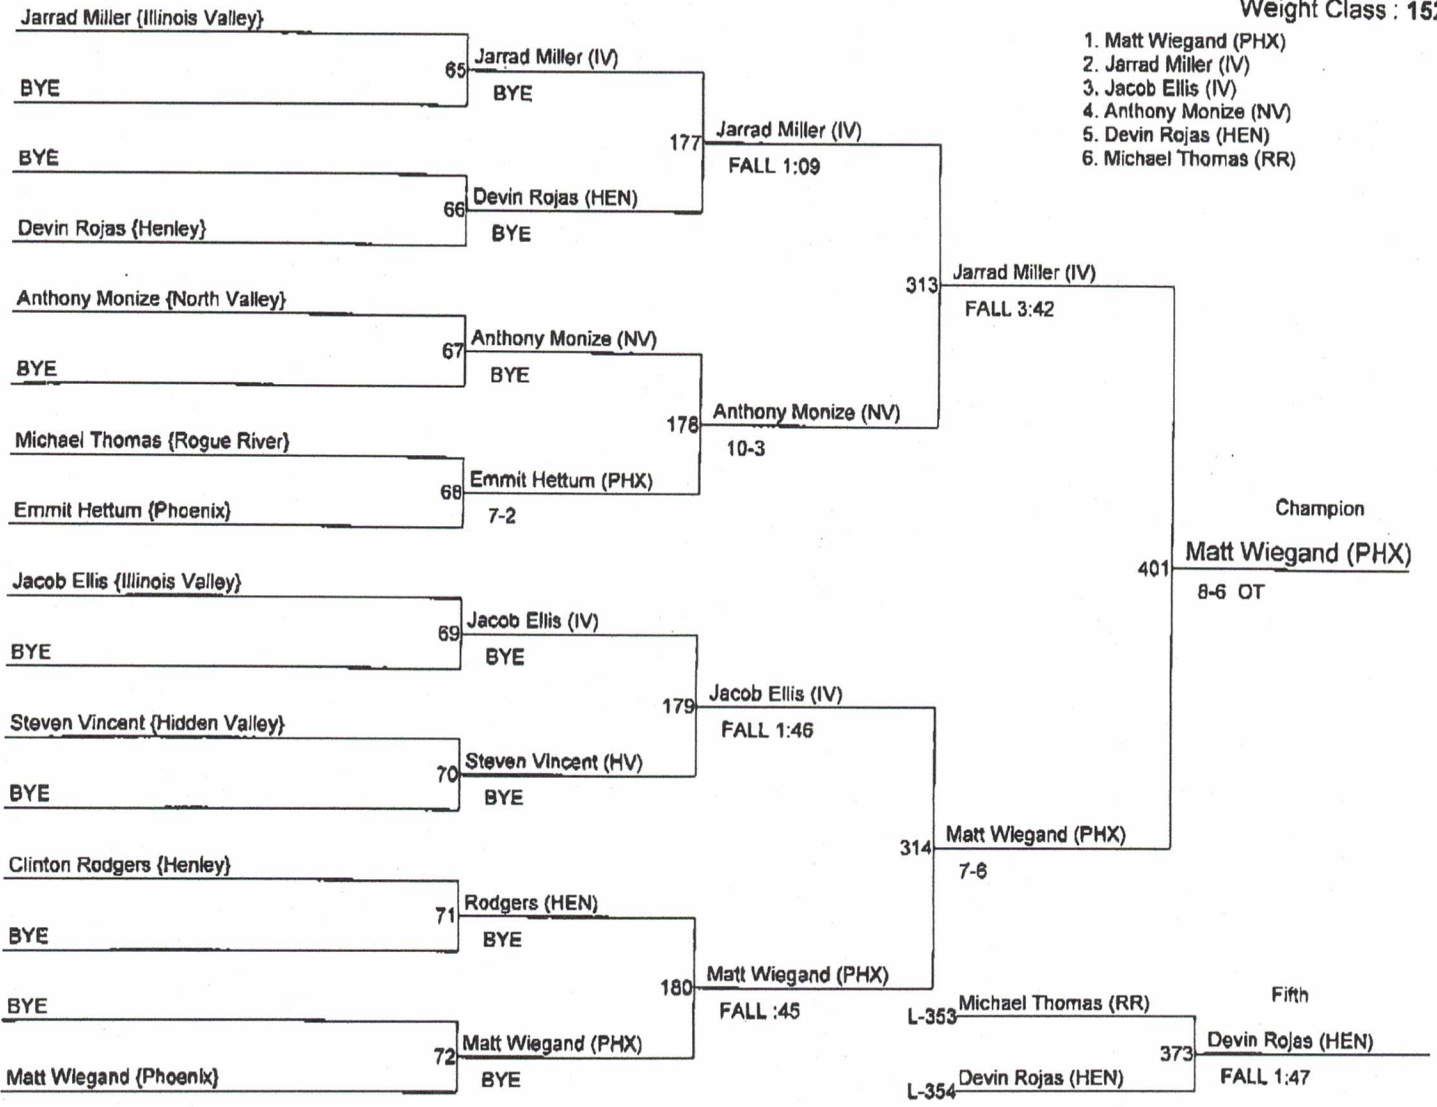 Weight Class : 152
1. Matt Wiegand (PHX)
2. Jarrad Miller (IV)
3. Jacob Ellis (IV)
4. Anthony Monize (NV)
5. Devin Rojas (HEN)
6. Michael Thomas (RR)
Jarrad Miller {Illinois Valley}
65 Jarrad Miller (IV)
BYE
BYE
177 Jarrad Miller (IV)
FALL 1:09
BYE
66 Devin Rojas (HEN)
BYE
Devin Rojas {Henley}
313 Jarrad Miller (IV)
FALL 3:42
Anthony Monize {North Valley}
67 Anthony Monize (NV)
BYE
BYE
178 Anthony Monize (NV)
10-3
Michael Thomas {Rogue River}
68 Emmit Hettum (PHX)
7-2
Emmit Hettum {Phoenix}
Champion
401 Matt Wiegand (PHX)
8-6 OT
Jacob Ellis {Illinois Valley}
69 Jacob Ellis (IV)
BYE
BYE
179 Jacob Ellis (IV)
FALL 1:46
Steven Vincent {Hidden Valley}
70 Steven Vincent (HV)
BYE
BYE
314 Matt Wiegand (PHX)
7-6
Clinton Rodgers {Henley}
71 Rodgers (HEN)
BYE
BYE
180 Matt Wiegand (PHX)
FALL :45
BYE
72 Matt Wiegand (PHX)
BYE
Matt Wiegand {Phoenix}
Fifth
L-353 Michael Thomas (RR)
373 Devin Rojas (HEN)
FALL 1:47
L-354 Devin Rojas (HEN)